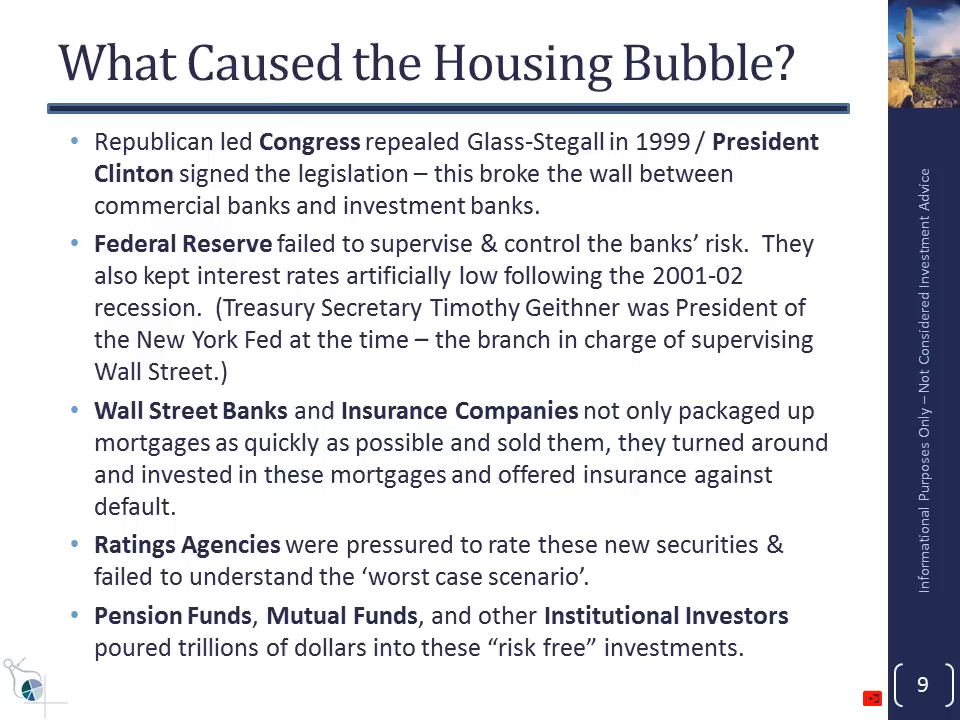 What Caused the Housing Bubble?
• Republican led Congress repealed Glass-Stegall in 1999 / President
Clinton signed the legislation – this broke the wall between
commercial banks and investment banks.
• Federal Reserve failed to supervise & control the banks’ risk.  They
also kept interest rates artificially low following the 2001-02
recession.  (Treasury Secretary Timothy Geithner was President of
the New York Fed at the time – the branch in charge of supervising
Wall Street.)
• Wall Street Banks and Insurance Companies not only packaged up
mortgages as quickly as possible and sold them, they turned around
and invested in these mortgages and offered insurance against
default.
• Ratings Agencies were pressured to rate these new securities &
failed to understand the ‘worst case scenario’.
• Pension Funds, Mutual Funds, and other Institutional Investors
poured trillions of dollars into these “risk free” investments.
Informational Purposes Only – Not Considered Investment Advice
9